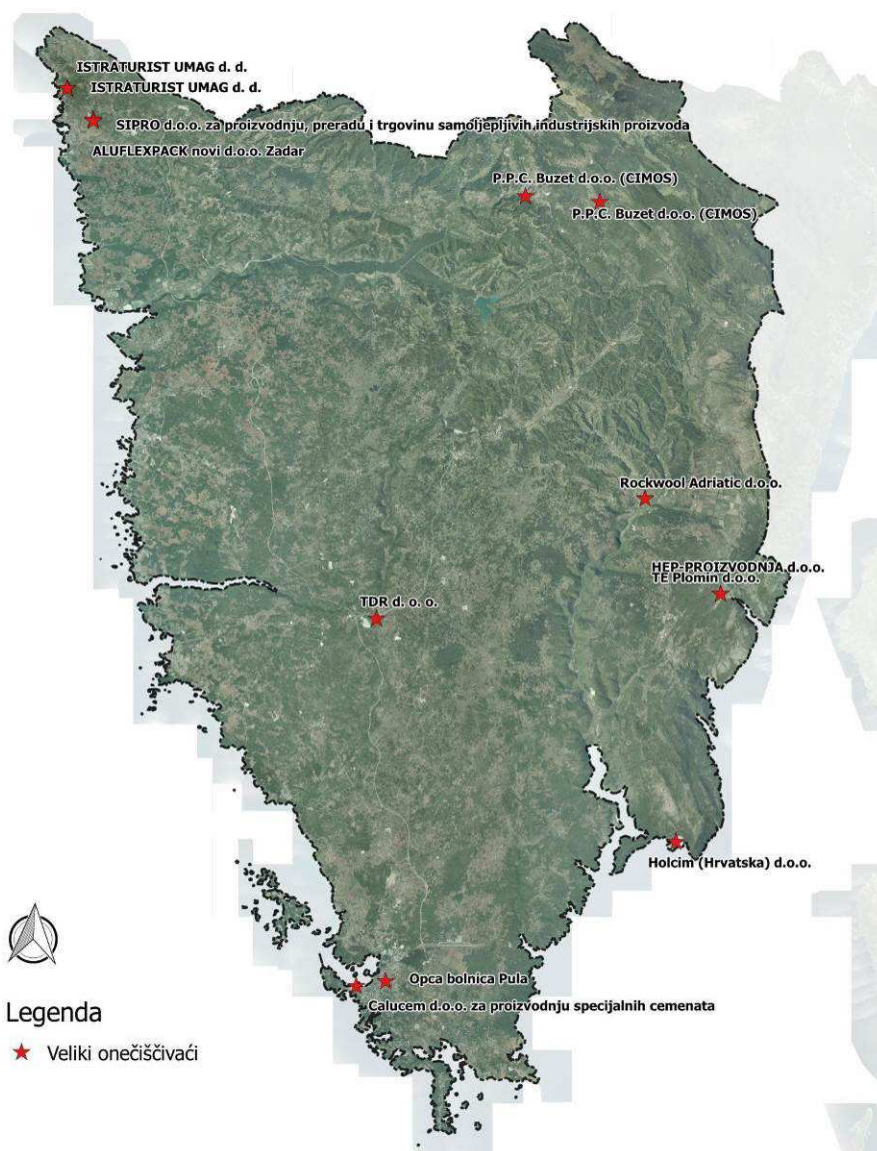 ISTRATURIST UMAG d. d.
ISTRATURIST UMAG d. d.
SIPRO d.o.o. za proizvodnju, preradu i trgovinu samoljepljivih industrijskih proizvoda
ALUFLEXPACK novi d.o.o. Zadar
P.P.C. Buzet d.o.o. (CIMOS)
P.P.C. Buzet d.o.o. (CIMOS)
Rockwool Adriatic d.o.o.
HEP-PROIZVODNJA d.o.o.
TE Plomin d.o.o.
TDR d. o. o.
Holcim (Hrvatska) d.o.o.
Opca bolnica Pula
Calucem d.o.o. za proizvodnju specijalnih cemenata
Legenda
Veliki onečiščivaći